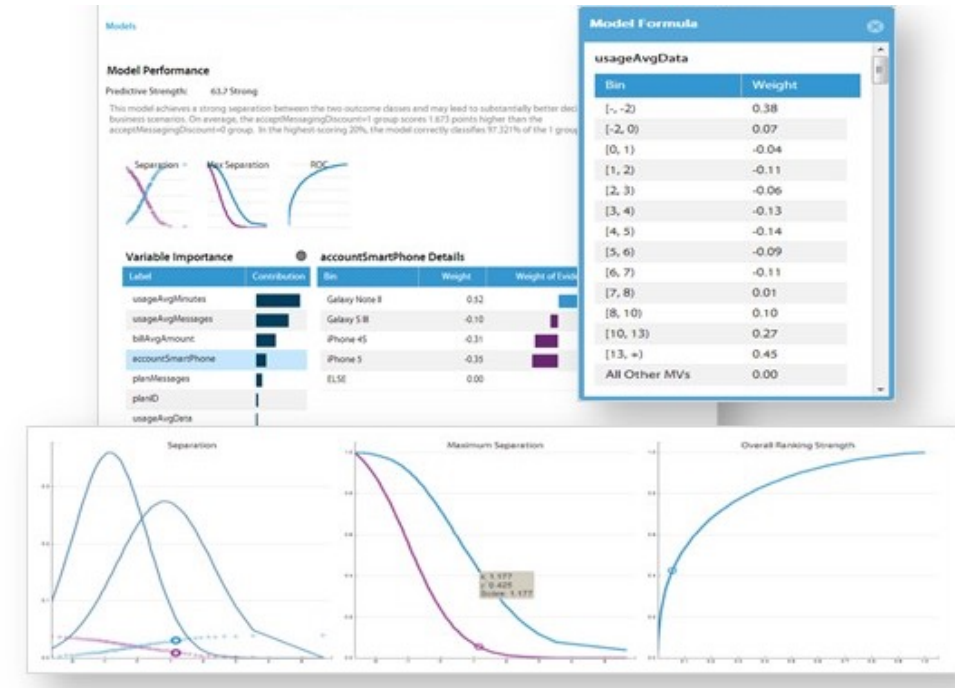 Models
Model Performance
Predictive Strength: 63.7 Strong
This model achieves a strong separation between the two outcome classes and may lead to substantially better deci
business scenarios. On average, the acceptMessagingDiscount=1 group scores 1.673 points higher than the
acceptMessagingDiscount=0 group. In the highest-scoring 20%, the model correctly classifies 97.321% of the 1 group
Separation
Max Separation
ROC
Variable Importance
Label Contribution
usageAvgMinutes
usageAvgMessages
billAvgAmount
accountSmartPhone
planMessages
planID
usageAvgData
accountSmartPhone Details
Bin Weight Weight of Evide
Galaxy Note II 0.52
Galaxy S III -0.10
iPhone 4S -0.31
iPhone 5 -0.35
ELSE 0.00
Model Formula
usageAvgData
Bin Weight
[-, -2) 0.38
[-2, 0) 0.07
[0, 1) -0.04
[1, 2) -0.11
[2, 3) -0.06
[3, 4) -0.13
[4, 5) -0.14
[5, 6) -0.09
[6, 7) -0.11
[7, 8) 0.01
[8, 10) 0.10
[10, 13) 0.27
[13, +) 0.45
All Other MVs 0.00
Separation
Maximum Separation
x: 1.177
y: 0.425
Score: 1.177
Overall Ranking Strength